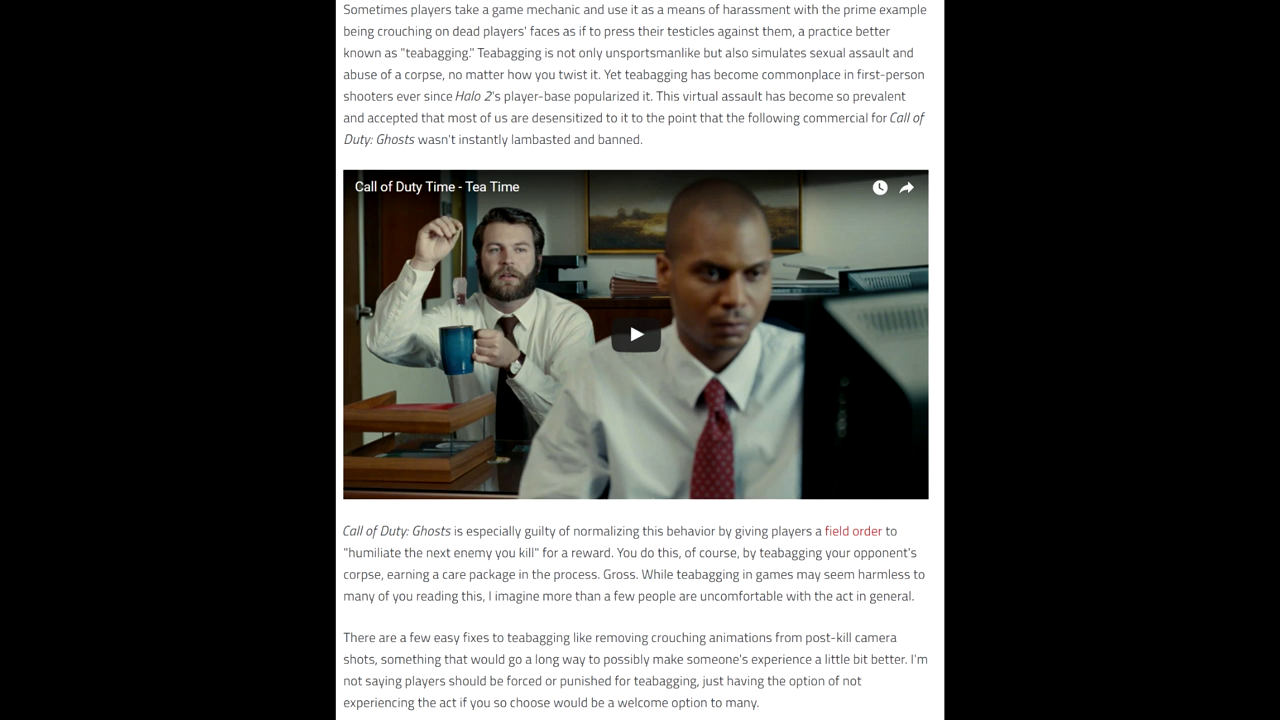 Sometimes players take a game mechanic and use it as a means of harassment with the prime example
being crouching on dead players' faces as if to press their testicles against them, a practice better
known as "teabagging." Teabagging is not only unsportsmanlike but also simulates sexual assault and
abuse of a corpse, no matter how you twist it. Yet teabagging has become commonplace in first-person
shooters ever since Halo 2's player-base popularized it. This virtual assault has become so prevalent
and accepted that most of us are desensitized to it to the point that the following commercial for Call of
Duty: Ghosts wasn't instantly lambasted and banned.
Call of Duty Time - Tea Time
Call of Duty: Ghosts is especially guilty of normalizing this behavior by giving players a field order to
"humiliate the next enemy you kill" for a reward. You do this, of course, by teabagging your opponent's
corpse, earning a care package in the process. Gross. While teabagging in games may seem harmless to
many of you reading this, I imagine more than a few people are uncomfortable with the act in general.
There are a few easy fixes to teabagging like removing crouching animations from post-kill camera
shots, something that would go a long way to possibly make someone's experience a little bit better. I'm
not saying players should be forced or punished for teabagging, just having the option of not
experiencing the act if you so choose would be a welcome option to many.